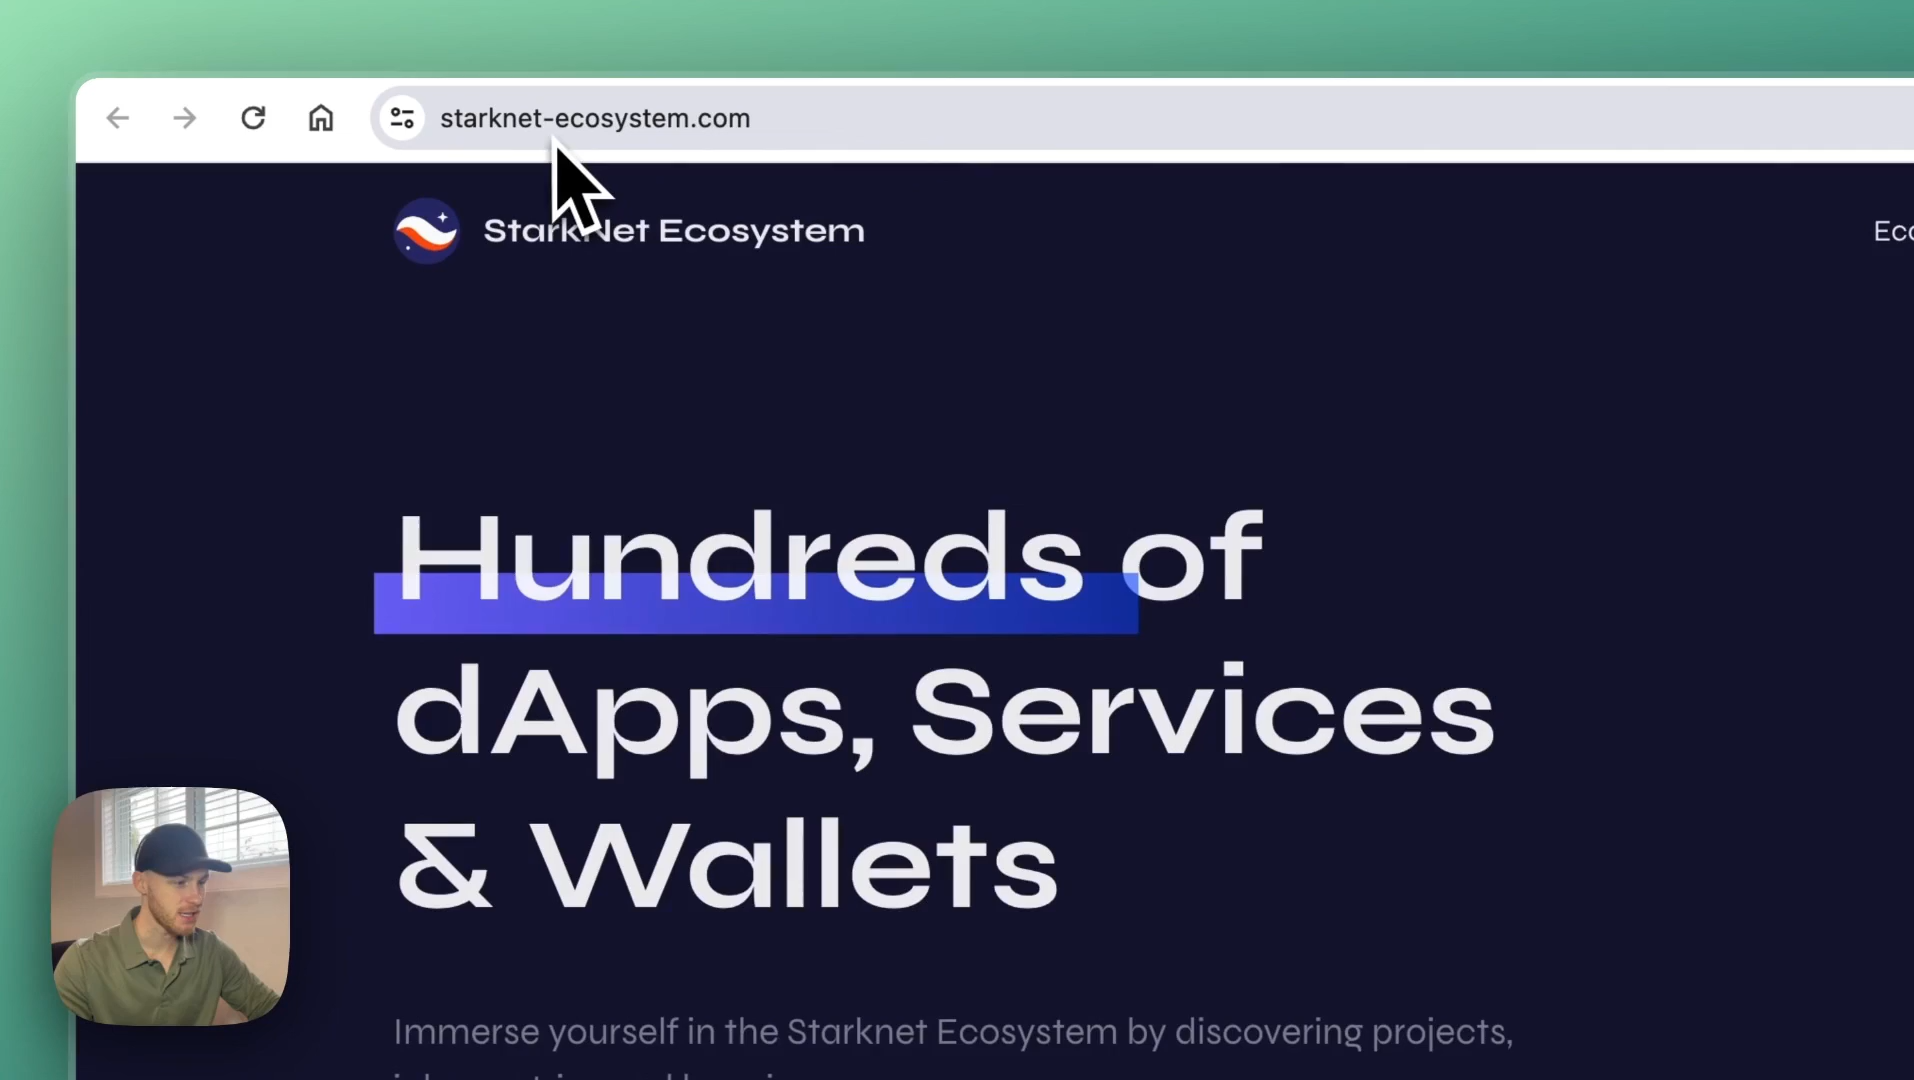 starknet-ecosystem.com
StarkNet Ecosystem
Hundreds of
dApps, Services
& Wallets
Immerse yourself in the Starknet Ecosystem by discovering projects,